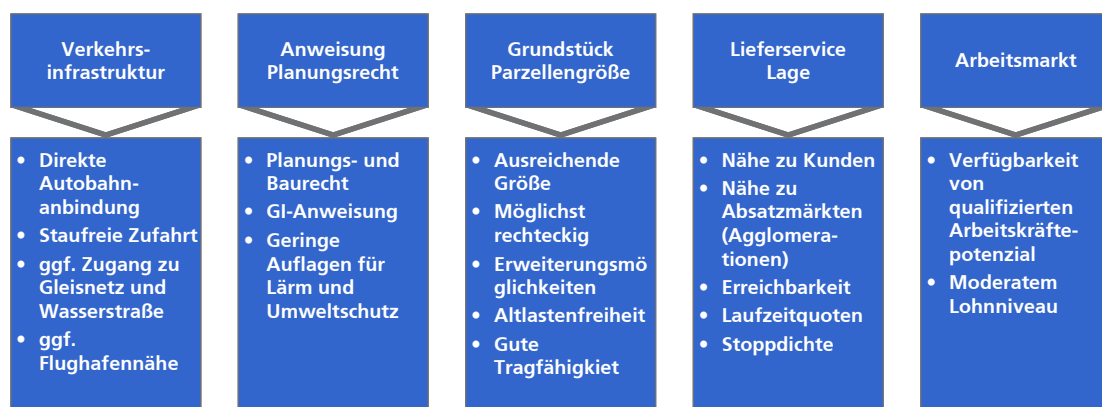 Verkehrs-
infrastruktur
Anweisung
Planungsrecht
Grundstück
Parzellengröße
Lieferservice
Lage
Arbeitsmarkt
• Direkte
Autobahn-
anbindung
• Staufreie Zufahrt
• ggf. Zugang zu
Gleisnetz und
Wasserstraße
• ggf.
Flughafennähe
• Planungs- und
Baurecht
• GI-Anweisung
• Geringe
Auflagen für
Lärm und
Umweltschutz
• Ausreichende
Größe
• Möglichst
rechteckig
• Erweiterungsmö
glichkeiten
• Altlastenfreiheit
• Gute
Tragfähigkiet
• Nähe zu Kunden
• Nähe zu
Absatzmärkten
(Agglomera-
tionen)
• Erreichbarkeit
• Laufzeitquoten
• Stoppdichte
• Verfügbarkeit
von
qualifizierten
Arbeitskräfte-
potenzial
• Moderatem
Lohnniveau